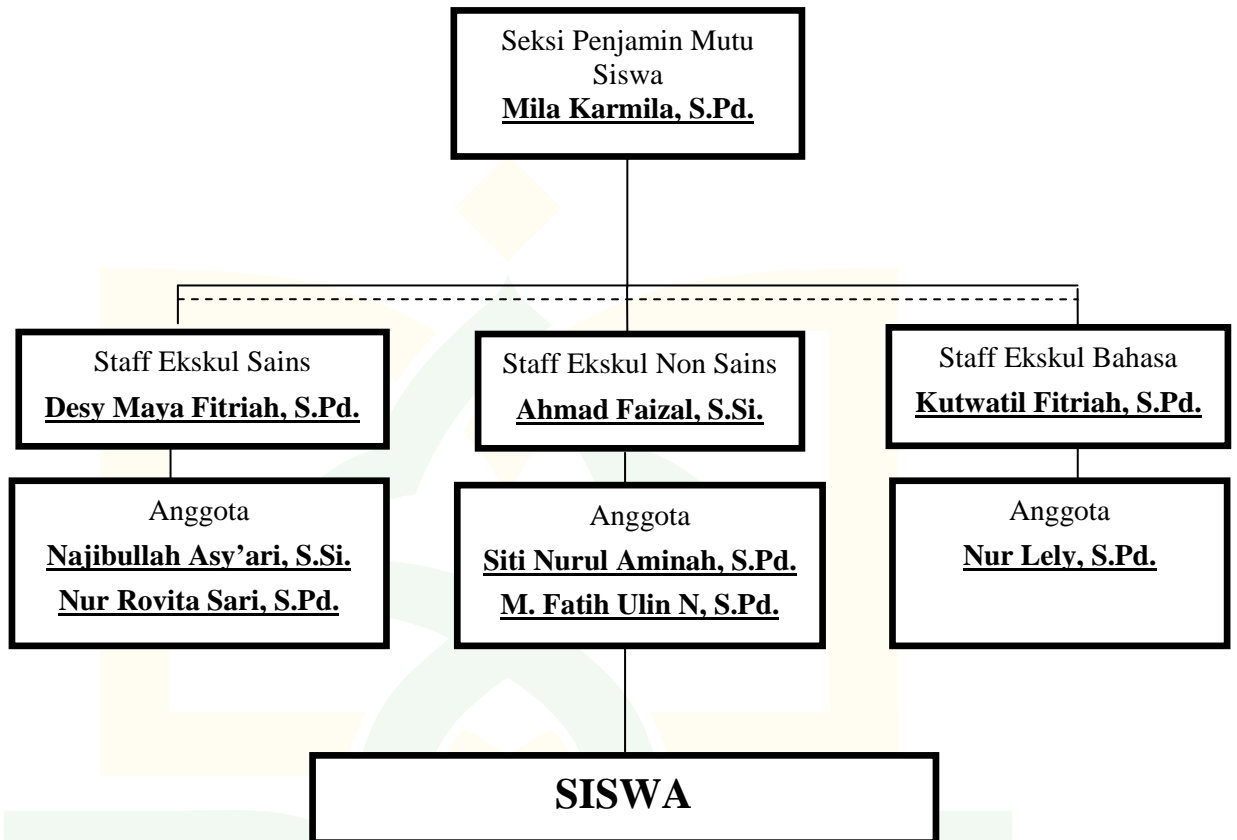 Seksi Penjamin Mutu
Siswa
Mila Karmila, S.Pd.
Staff Ekskul Sains
Desy Maya Fitriah, S.Pd.
Staff Ekskul Non Sains
Ahmad Faizal, S.Si.
Staff Ekskul Bahasa
Kutwatil Fitriah, S.Pd.
Anggota
Najibullah Asy’ari, S.Si.
Nur Rovita Sari, S.Pd.
Anggota
Siti Nurul Aminah, S.Pd.
M. Fatih Ulin N, S.Pd.
Anggota
Nur Lely, S.Pd.
SISWA